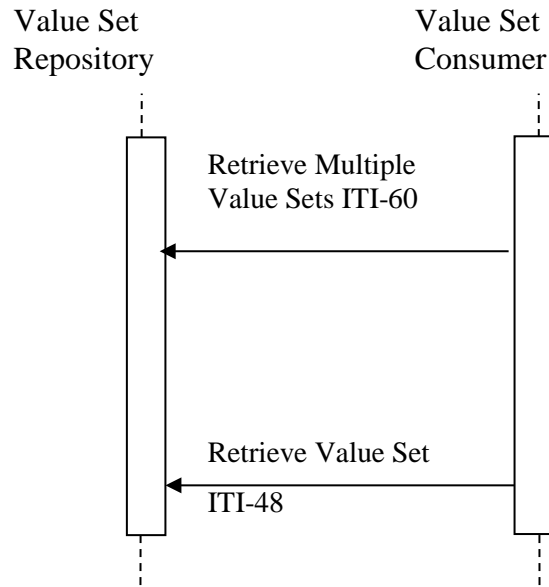 Value Set
Repository
Value Set
Consumer
Retrieve Multiple
Value Sets ITI-60
Retrieve Value Set
ITI-48